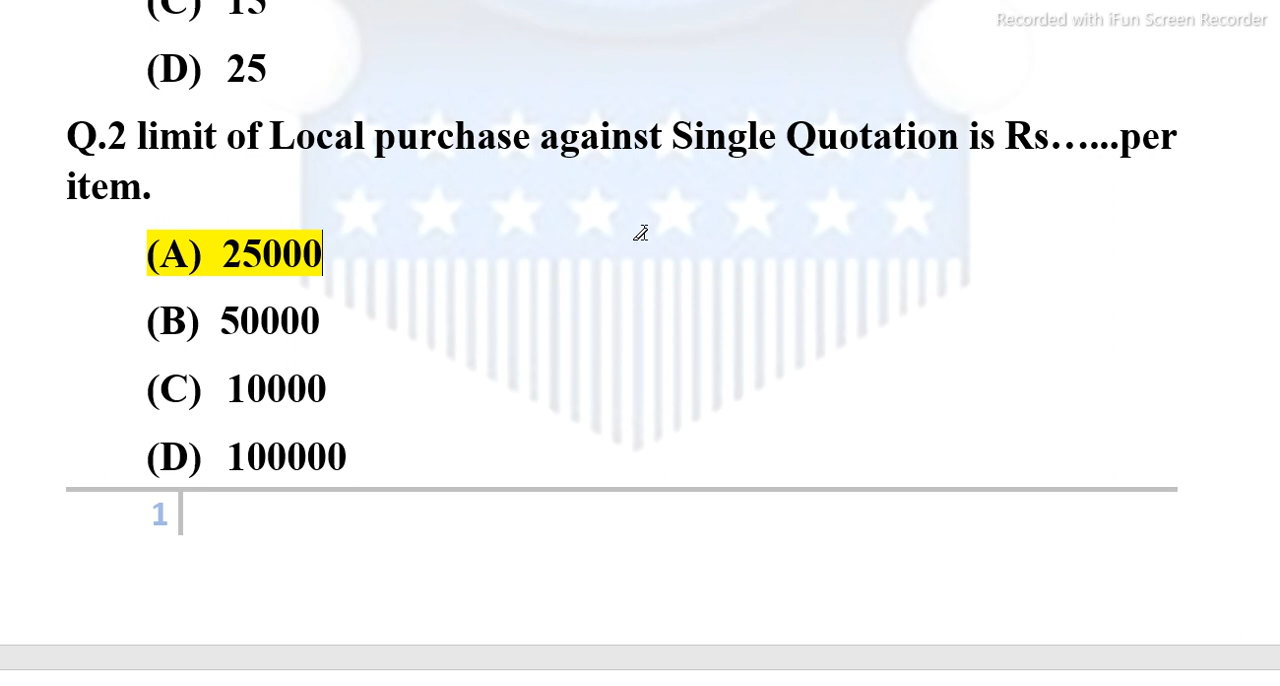 Recorded with iFun Screen Recorder
(C) 15
(D) 25
Q.2 limit of Local purchase against Single Quotation is Rs…...per
item.
(A) 25000
(B) 50000
(C) 10000
(D) 100000
1